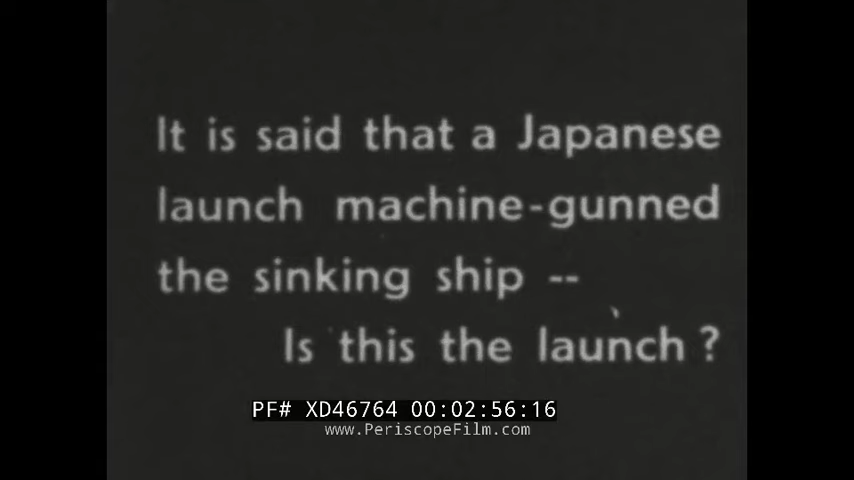 It is said that a Japanese
launch machine-gunned
the sinking ship --
Is this the launch ?
PF# XD46764 00:02:56:16
www.PeriscopeFilm.com